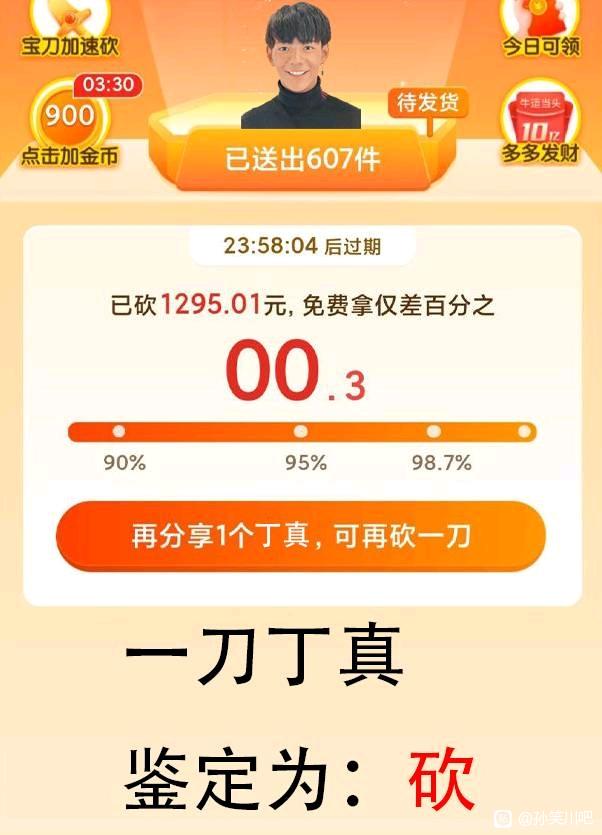 宝刀加速砍
今日可领
03:30
900
待发货
牛运当头
10亿
点击加金币
已送出607件
多多发财
23:58:04 后过期
已砍1295.01元, 免费拿仅差百分之
00.3
90%
95%
98.7%
再分享1个丁真，可再砍一刀
一刀丁真
鉴定为：砍
@孙笑川吧